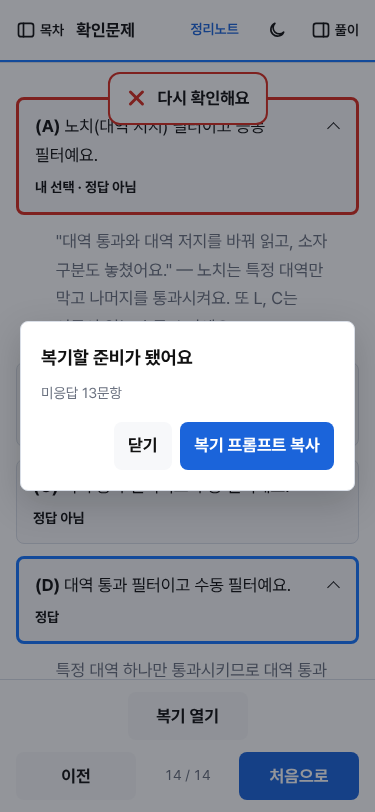 목차 확인문제 정리노트 풀이
다시 확인해요
(A) 노치(대역 저지) 필터이고 능동
필터예요.
내 선택 · 정답 아님
"대역 통과와 대역 저지를 바꿔 읽고, 소자
구분도 놓쳤어요." — 노치는 특정 대역만
막고 나머지를 통과시켜요. 또 L, C는
복기할 준비가 됐어요
미응답 13문항
닫기 복기 프롬프트 복사
정답 아님
(D) 대역 통과 필터이고 수동 필터예요.
정답
특정 대역 하나만 통과시키므로 대역 통과
복기 열기
이전 14 / 14 처음으로